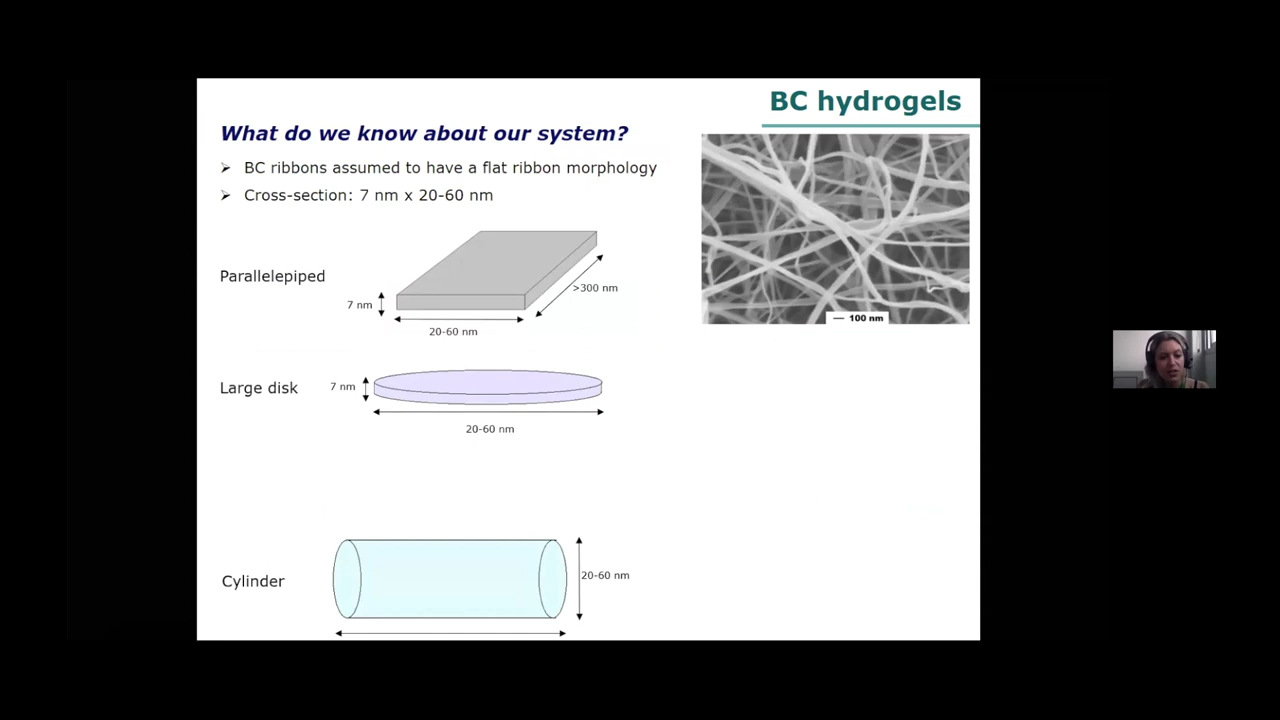 BC hydrogels
What do we know about our system?
BC ribbons assumed to have a flat ribbon morphology
Cross-section: 7 nm x 20-60 nm
Parallelepiped
7 nm
>300 nm
20-60 nm
100 nm
Large disk
7 nm
20-60 nm
Cylinder
20-60 nm